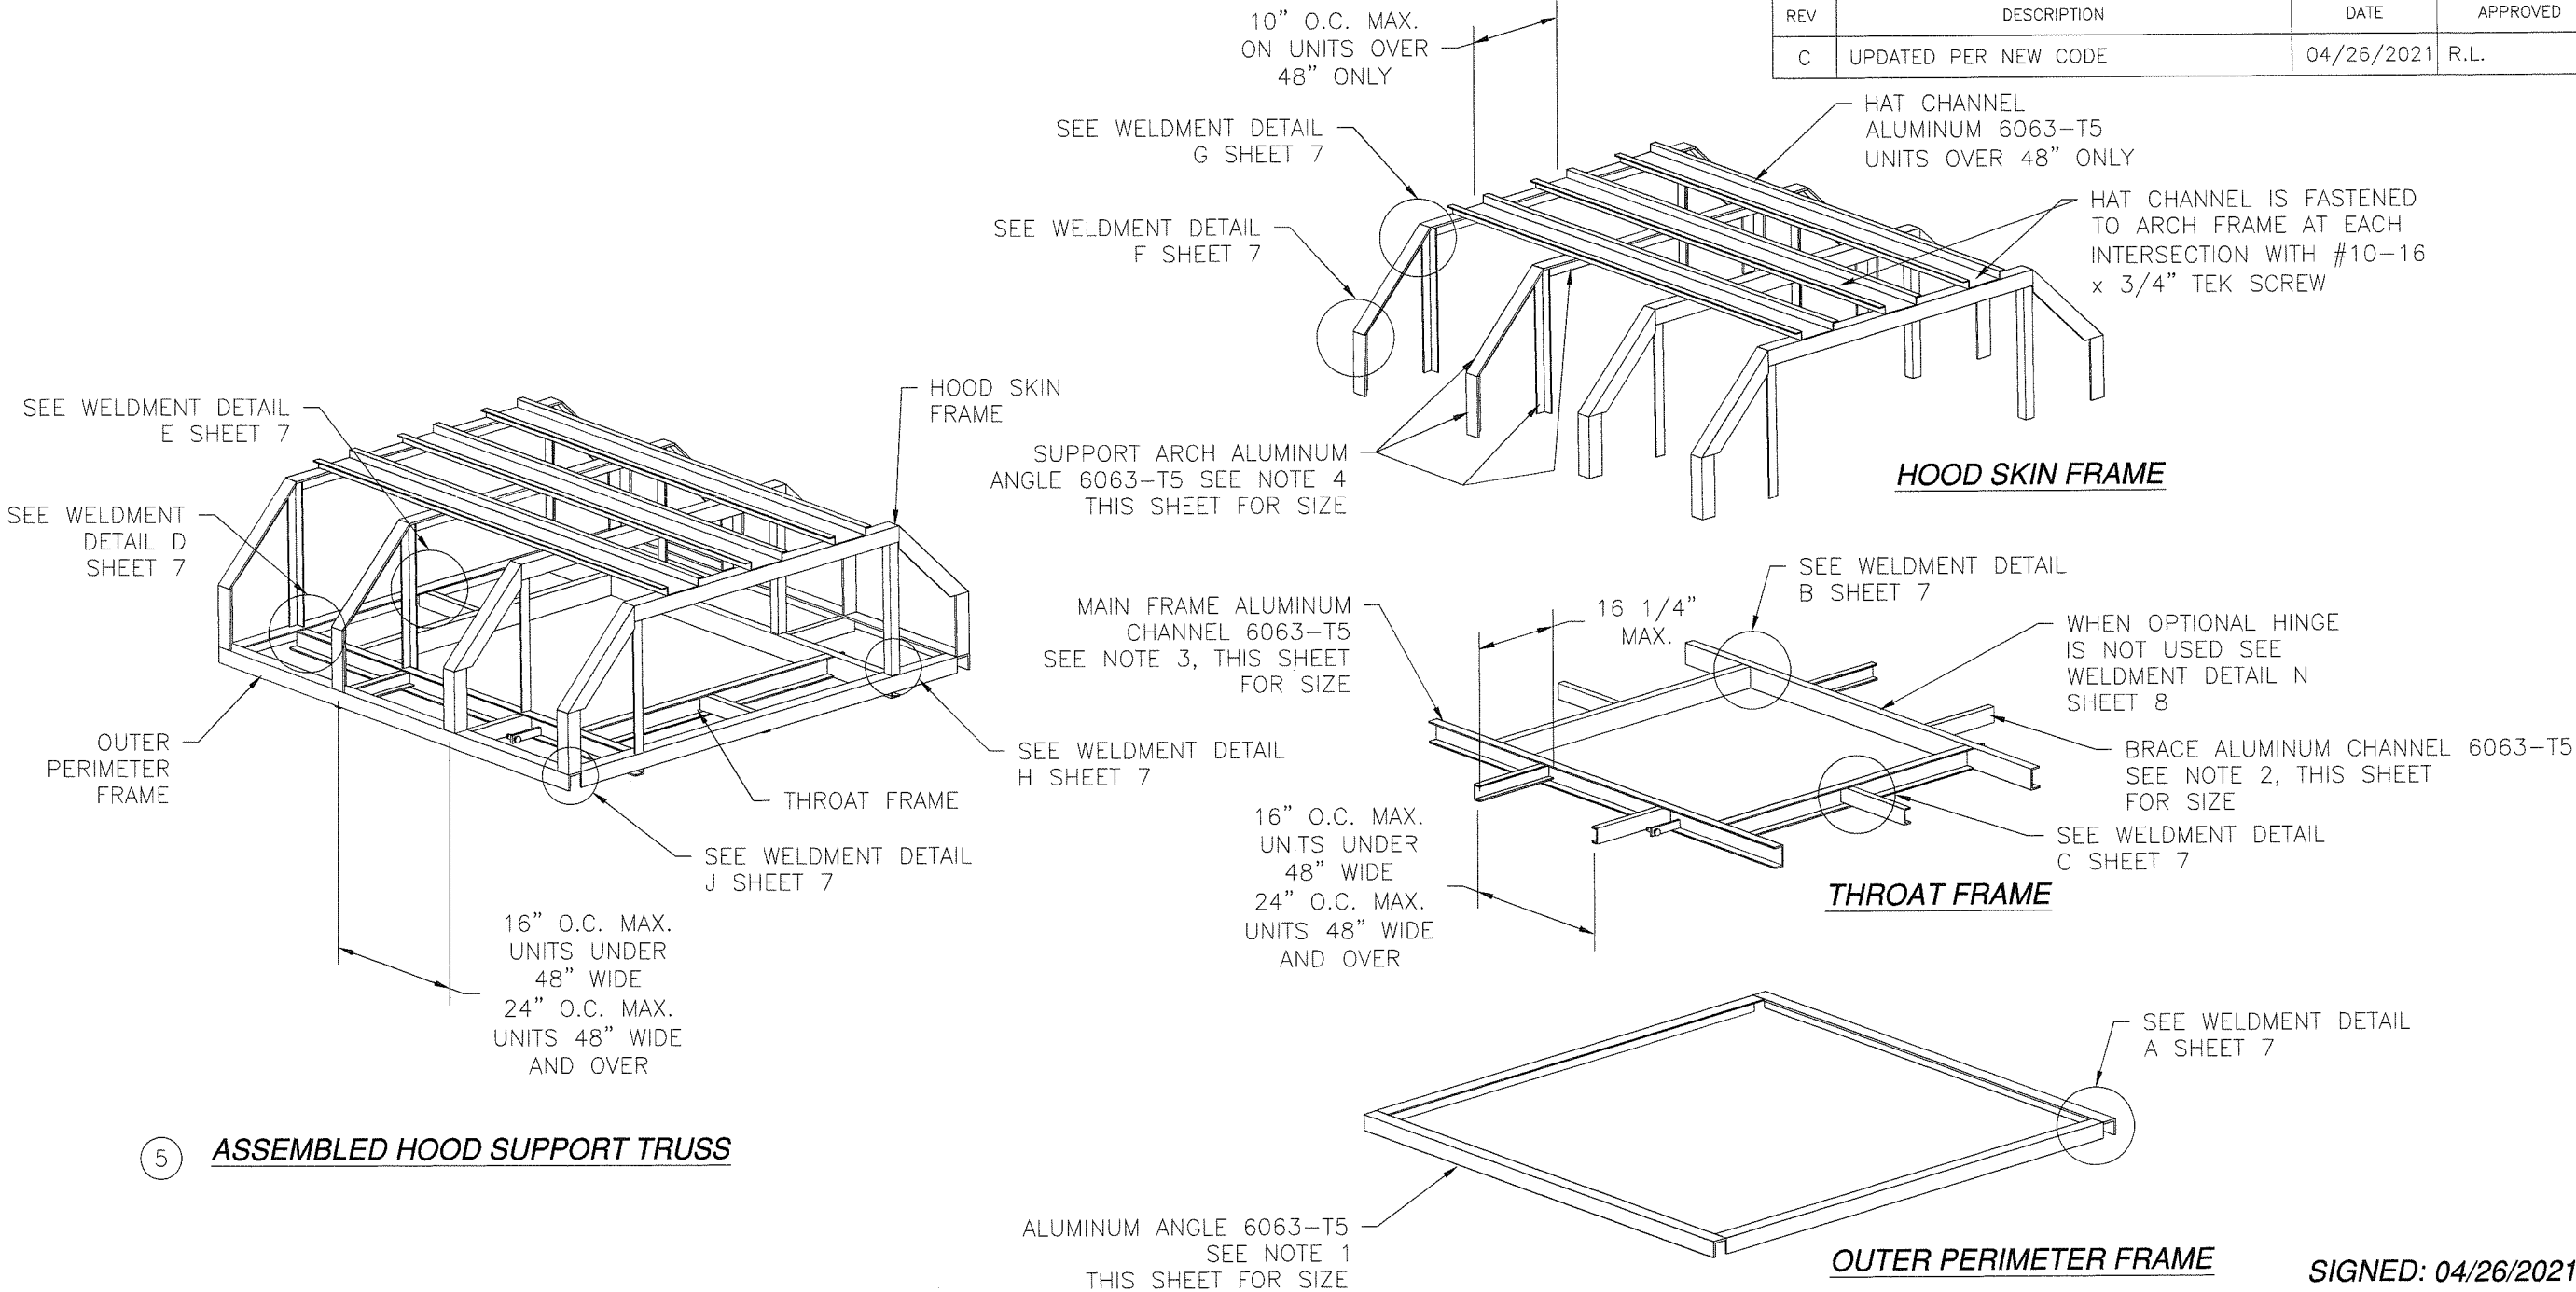 REV DESCRIPTION DATE APPROVED
C UPDATED PER NEW CODE 04/26/2021 R.L.
10" O.C. MAX.
ON UNITS OVER
48" ONLY
HAT CHANNEL
ALUMINUM 6063-T5
UNITS OVER 48" ONLY
SEE WELDMENT DETAIL
G SHEET 7
HAT CHANNEL IS FASTENED
TO ARCH FRAME AT EACH
INTERSECTION WITH #10-16
x 3/4" TEK SCREW
SEE WELDMENT DETAIL
F SHEET 7
SUPPORT ARCH ALUMINUM
ANGLE 6063-T5 SEE NOTE 4
THIS SHEET FOR SIZE
HOOD SKIN FRAME
SEE WELDMENT DETAIL
E SHEET 7
HOOD SKIN
FRAME
SEE WELDMENT
DETAIL D
SHEET 7
OUTER
PERIMETER
FRAME
SEE WELDMENT DETAIL
H SHEET 7
THROAT FRAME
SEE WELDMENT DETAIL
J SHEET 7
16" O.C. MAX.
UNITS UNDER
48" WIDE
24" O.C. MAX.
UNITS 48" WIDE
AND OVER
5 ASSEMBLED HOOD SUPPORT TRUSS
SEE WELDMENT DETAIL
B SHEET 7
MAIN FRAME ALUMINUM
CHANNEL 6063-T5
SEE NOTE 3, THIS SHEET
FOR SIZE
16 1/4"
MAX.
WHEN OPTIONAL HINGE
IS NOT USED SEE
WELDMENT DETAIL N
SHEET 8
BRACE ALUMINUM CHANNEL 6063-T5
SEE NOTE 2, THIS SHEET
FOR SIZE
SEE WELDMENT DETAIL
C SHEET 7
16" O.C. MAX.
UNITS UNDER
48" WIDE
24" O.C. MAX.
UNITS 48" WIDE
AND OVER
THROAT FRAME
SEE WELDMENT DETAIL
A SHEET 7
ALUMINUM ANGLE 6063-T5
SEE NOTE 1
THIS SHEET FOR SIZE
OUTER PERIMETER FRAME
SIGNED: 04/26/2021